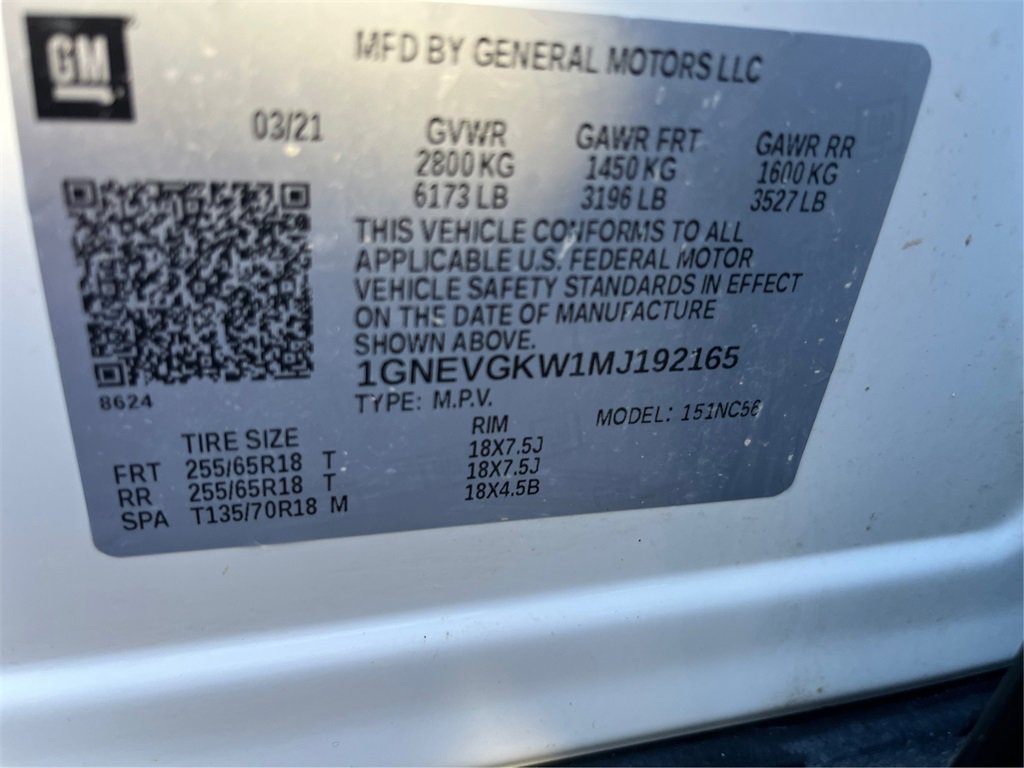 GM
MFD BY GENERAL MOTORS LLC
03/21 GVWR GAWR FRT GAWR RR
2800 KG 1450 KG 1600 KG
6173 LB 3196 LB 3527 LB
THIS VEHICLE CONFORMS TO ALL
APPLICABLE U.S. FEDERAL MOTOR
VEHICLE SAFETY STANDARDS IN EFFECT
ON THE DATE OF MANUFACTURE
SHOWN ABOVE.
1GNEVGKW1MJ192165
8624
TYPE: M.P.V. MODEL: 151NC56
TIRE SIZE RIM
FRT 255/65R18 T 18X7.5J
RR 255/65R18 T 18X7.5J
SPA T135/70R18 M 18X4.5B